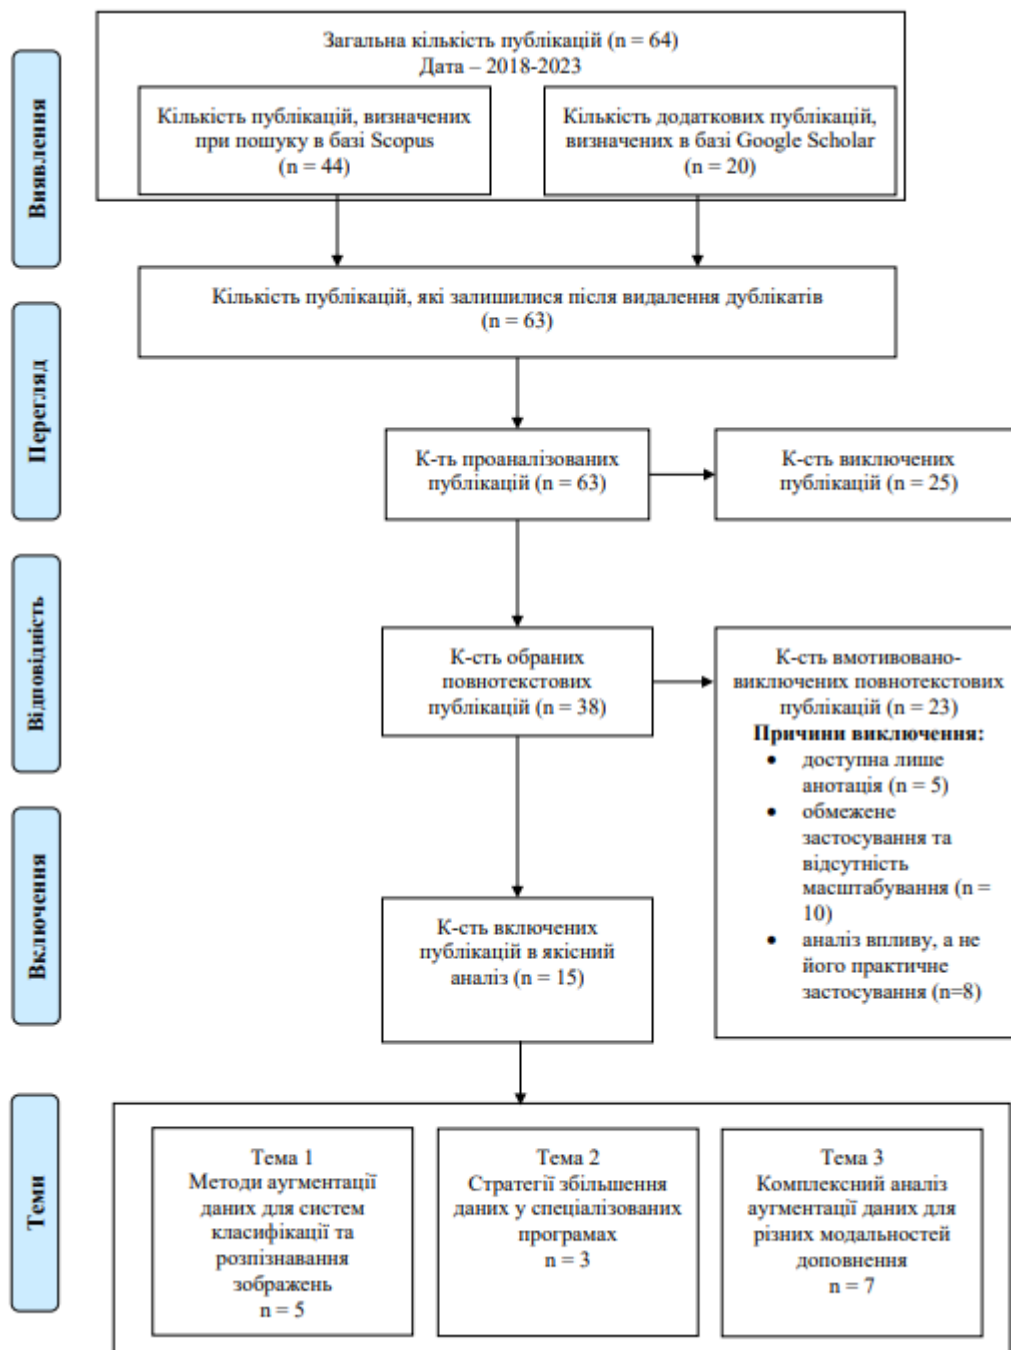 Виявлення
Загальна кількість публікацій (n = 64)
Дата – 2018-2023
Кількість публікацій, визначених
при пошуку в базі Scopus
(n = 44)
Кількість додаткових публікацій,
визначених в базі Google Scholar
(n = 20)
Кількість публікацій, які залишилися після видалення дублікатів
(n = 63)
Перегляд
К-ть проаналізованих
публікацій (n = 63)
К-сть виключених
публікацій (n = 25)
Відповідність
К-сть обраних
повнотекстових
публікацій (n = 38)
К-сть вмотивовано-
виключених повнотекстових
публікацій (n = 23)
Причини виключення:
• доступна лише
анотація (n = 5)
• обмежене
застосування та
відсутність
масштабування (n =
10)
• аналіз впливу, а не
його практичне
застосування (n=8)
Включення
К-сть включених
публікацій в якісний
аналіз (n = 15)
Теми
Тема 1
Методи аугментації
даних для систем
класифікації та
розпізнавання
зображень
n = 5
Тема 2
Стратегії збільшення
даних у спеціалізованих
програмах
n = 3
Тема 3
Комплексний аналіз
аугментації даних для
різних модальностей
доповнення
n = 7